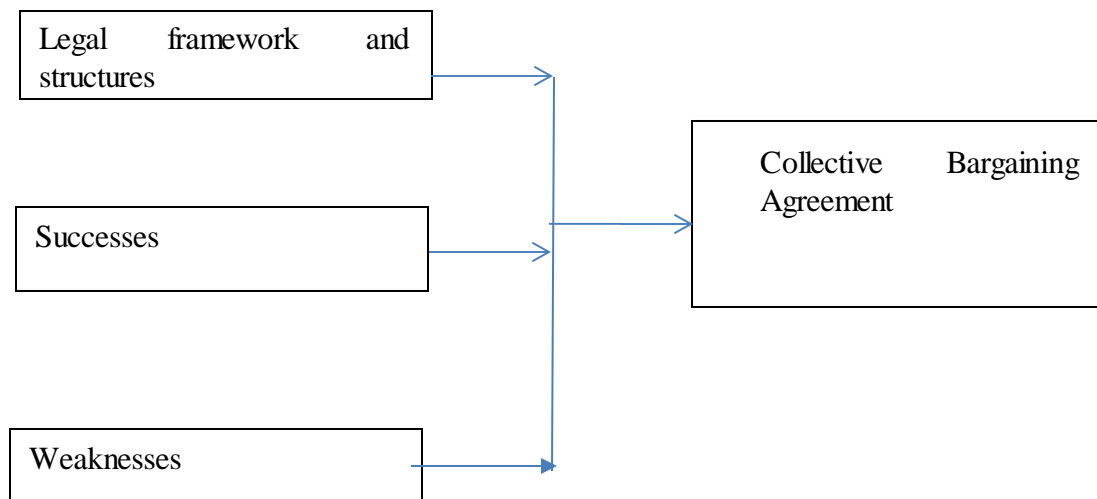 Legal framework and
structures
Collective Bargaining
Agreement
Successes
Weaknesses